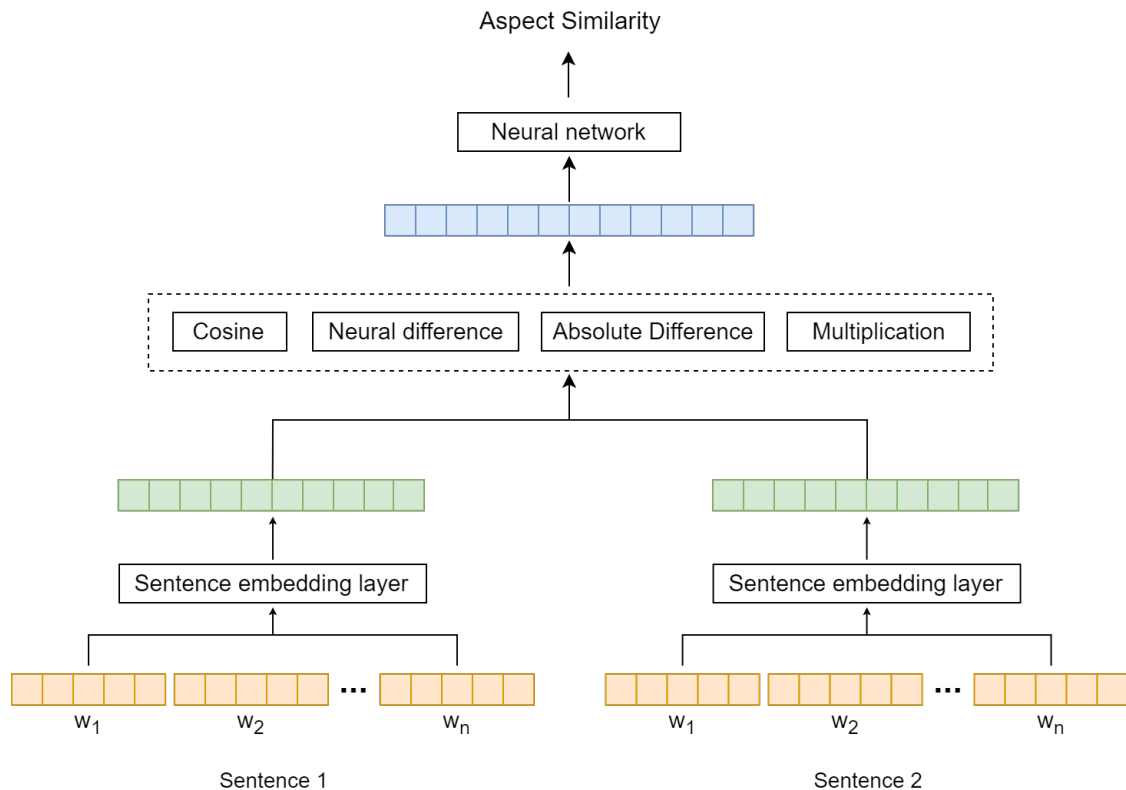 Aspect Similarity
Neural network
Cosine Neural difference Absolute Difference Multiplication
Sentence embedding layer Sentence embedding layer
... ...
w1 w2 wn w1 w2 wn
Sentence 1 Sentence 2